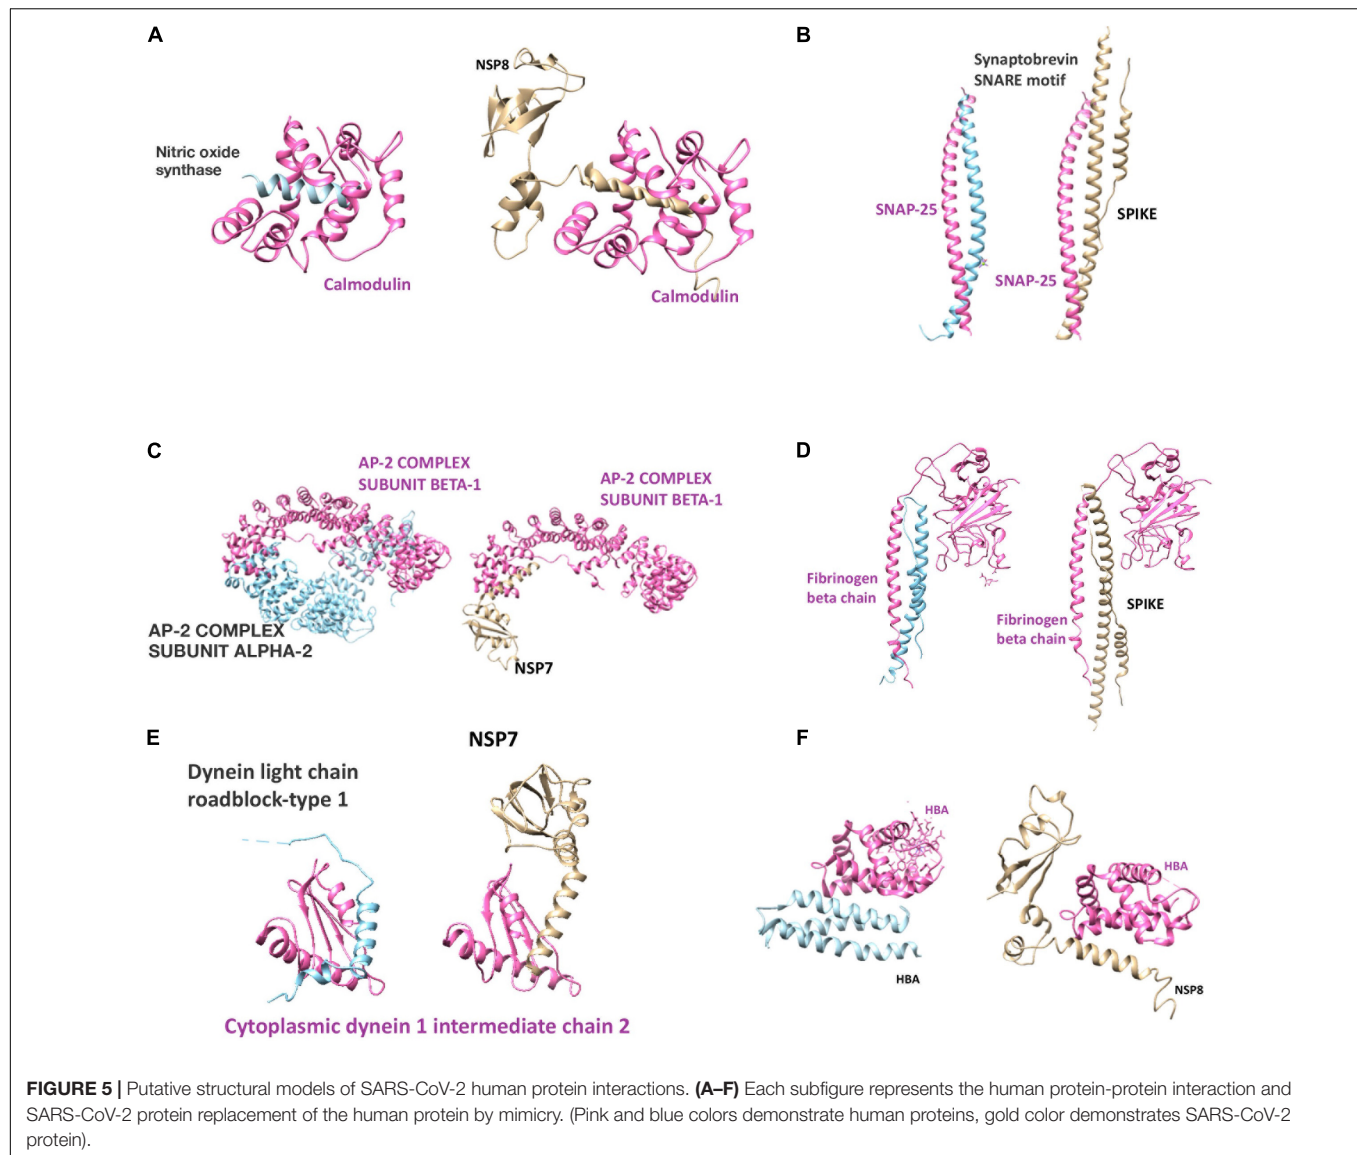 A
NSP8
Nitric oxide
synthase
Calmodulin
Calmodulin
B
Synaptobrevin
SNARE motif
SNAP-25
SPIKE
SNAP-25
C
AP-2 COMPLEX
SUBUNIT BETA-1
AP-2 COMPLEX
SUBUNIT BETA-1
AP-2 COMPLEX
SUBUNIT ALPHA-2
NSP7
D
Fibrinogen
beta chain
SPIKE
Fibrinogen
beta chain
E
NSP7
Dynein light chain
roadblock-type 1
Cytoplasmic dynein 1 intermediate chain 2
F
HBA
HBA
HBA
NSP8
FIGURE 5 | Putative structural models of SARS-CoV-2 human protein interactions. (A–F) Each subfigure represents the human protein-protein interaction and
SARS-CoV-2 protein replacement of the human protein by mimicry. (Pink and blue colors demonstrate human proteins, gold color demonstrates SARS-CoV-2
protein).